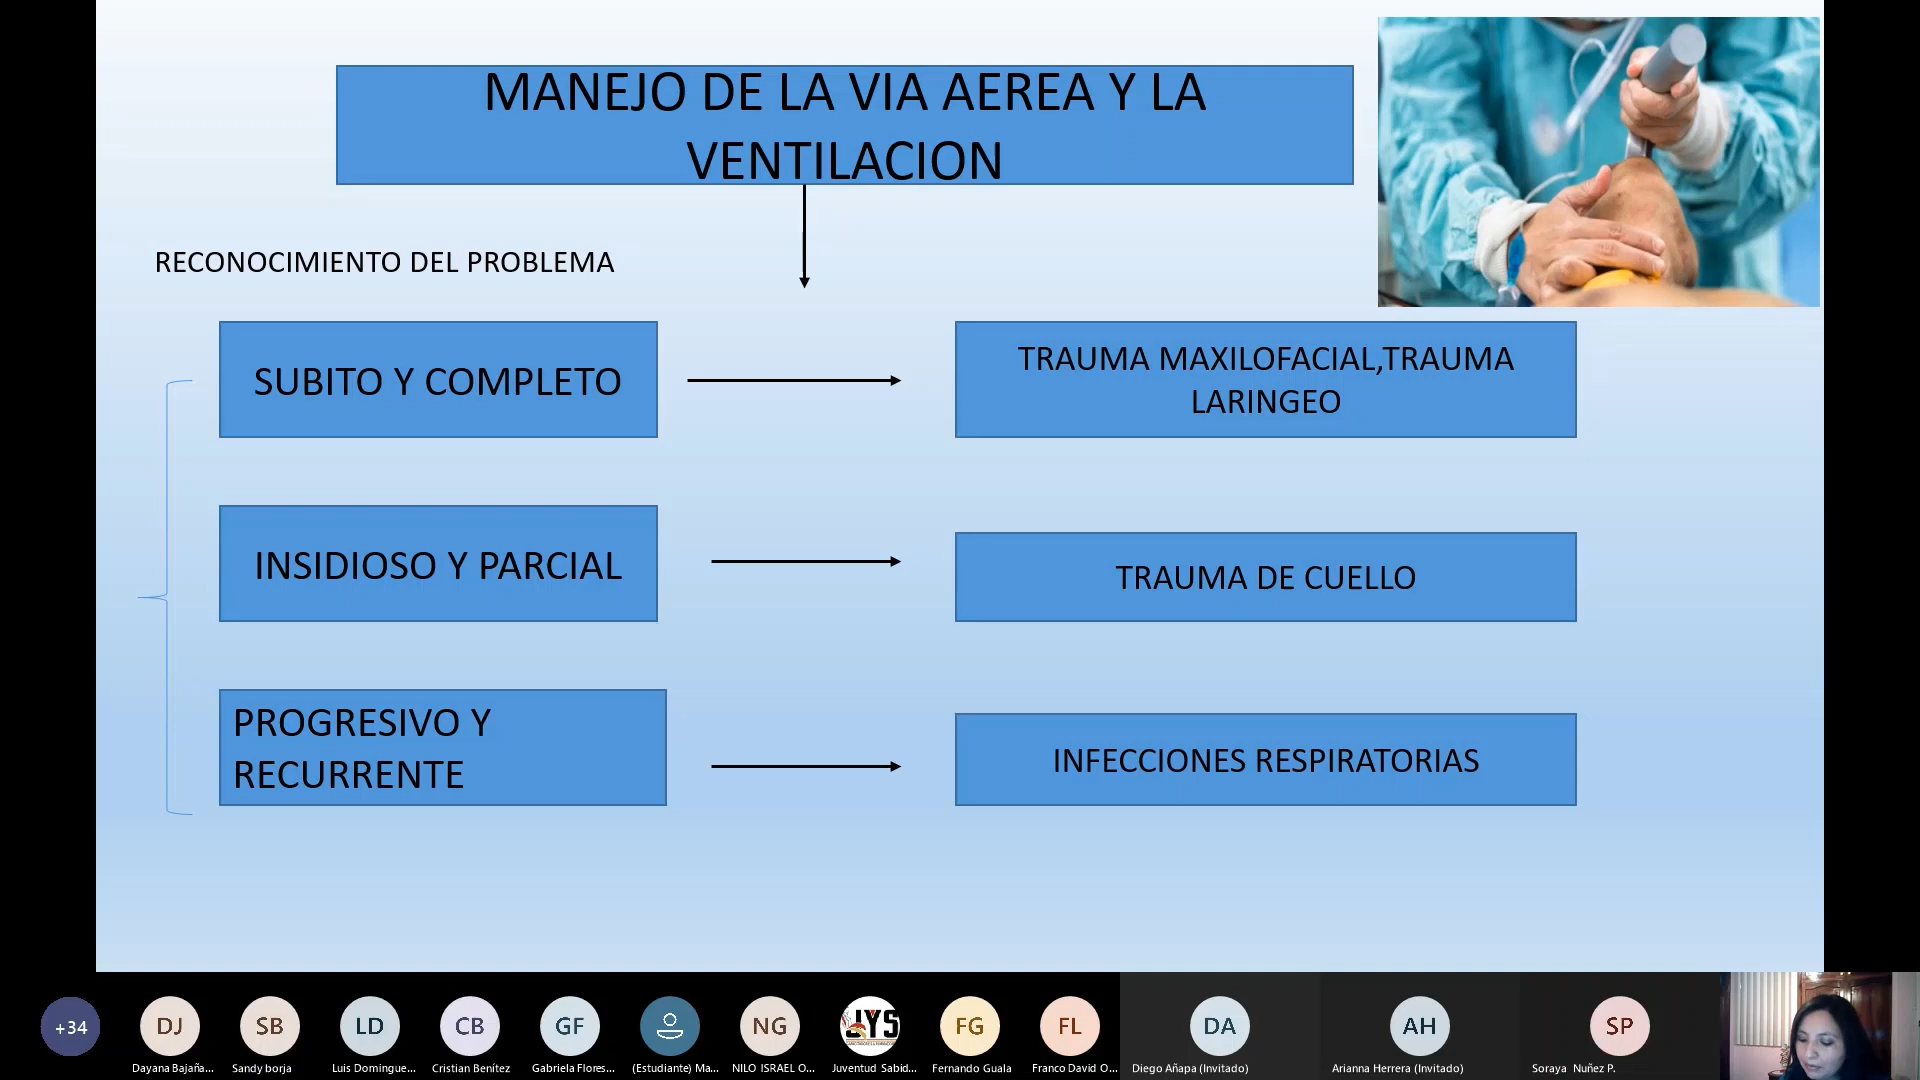 MANEJO DE LA VIA AEREA Y LA
VENTILACION
RECONOCIMIENTO DEL PROBLEMA
SUBITO Y COMPLETO
TRAUMA MAXILOFACIAL,TRAUMA
LARINGEO
INSIDIOSO Y PARCIAL
TRAUMA DE CUELLO
PROGRESIVO Y
RECURRENTE
INFECCIONES RESPIRATORIAS
+34
DJ
SB
LD
CB
GF
NG
JYS
FG
FL
DA
AH
SP
Dayana Bajaña...
Sandy borja
Luis Domingue...
Cristian Benítez
Gabriela Flores...
(Estudiante) Ma...
NILO ISRAEL O...
Juventud Sabid...
Fernando Guala
Franco David O...
Diego Añapa (Invitado)
Arianna Herrera (Invitado)
Soraya Nuñez P.